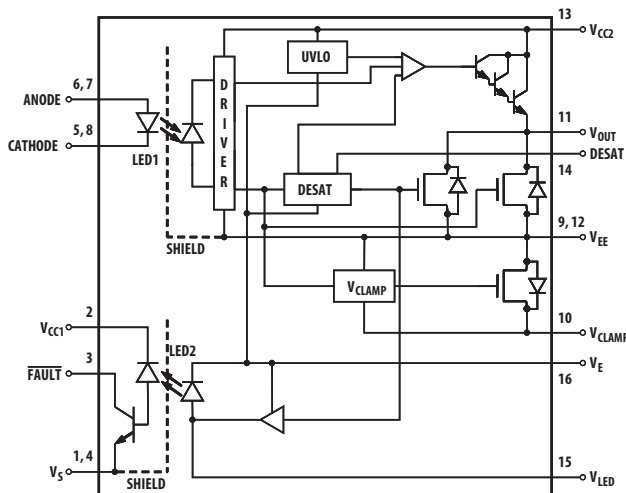 13
VCC2
UVLO
DRIVER
6, 7
ANODE
5, 8
CATHODE
LED1
11
VOUT
DESAT
14
DESAT
9, 12
VEE
SHIELD
VCLAMP
2
VCC1
10
VCLAMP
LED2
3
FAULT
VE
16
1, 4
VS
SHIELD
15
VLED